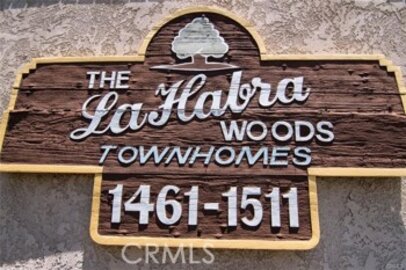 THE
La Habra
WOODS
TOWNHOMES
1461-1511
CRMLS